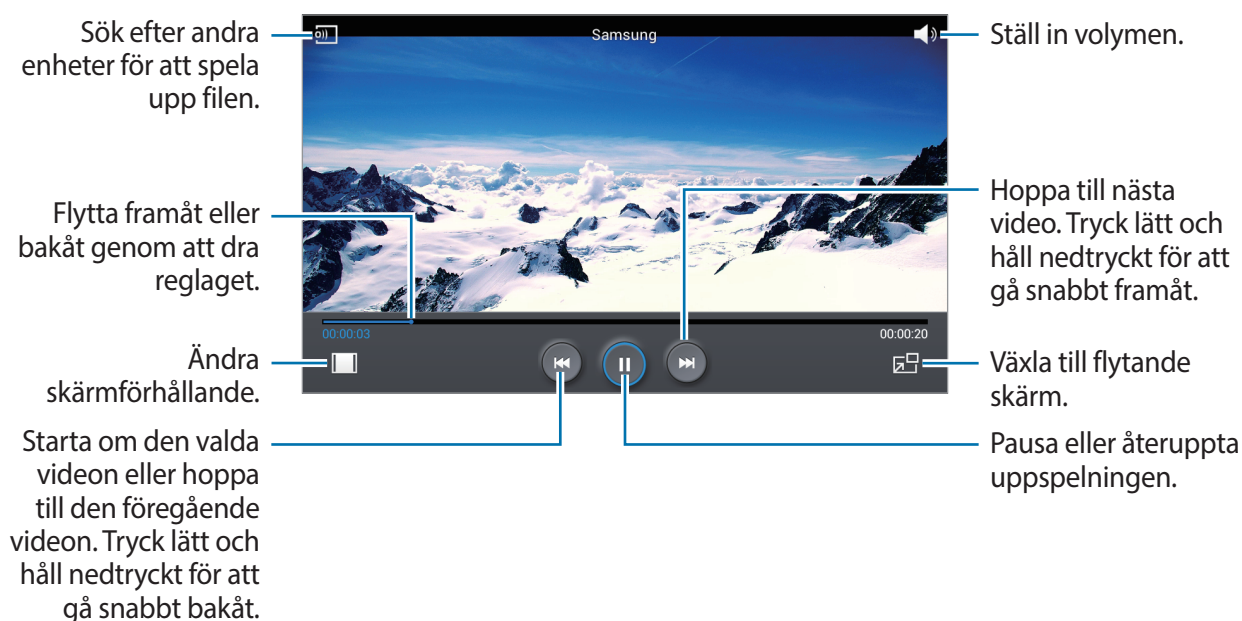 Sök efter andra
enheter för att spela
upp filen.
Samsung
Ställ in volymen.
Flytta framåt eller
bakåt genom att dra
reglaget.
Hoppa till nästa
video. Tryck lätt och
håll nedtryckt för att
gå snabbt framåt.
00:00:03
00:00:20
Ändra
skärmförhållande.
Växla till flytande
skärm.
Starta om den valda
videon eller hoppa
till den föregående
videon. Tryck lätt och
håll nedtryckt för att
gå snabbt bakåt.
Pausa eller återuppta
uppspelningen.